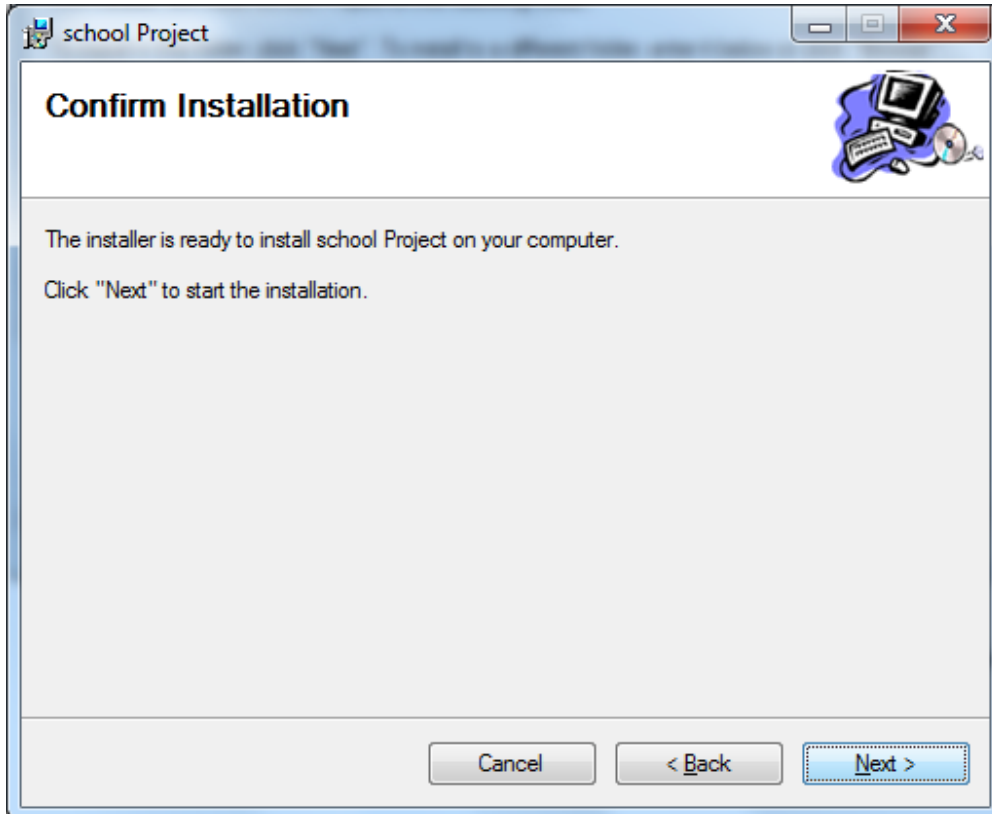 school Project
Confirm Installation
The installer is ready to install school Project on your computer.
Click "Next" to start the installation.
Cancel
< Back
Next >